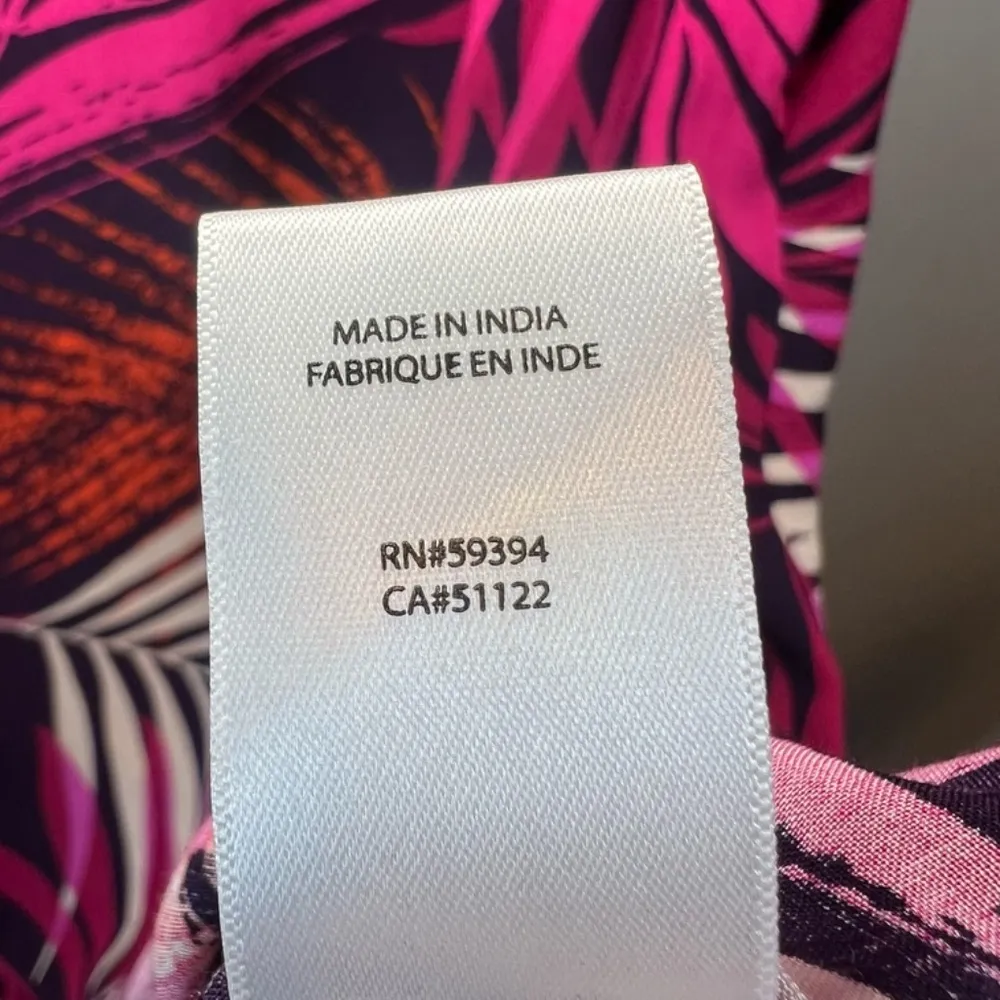 MADE IN INDIA
FABRIQUE EN INDE
RN#59394
CA#51122